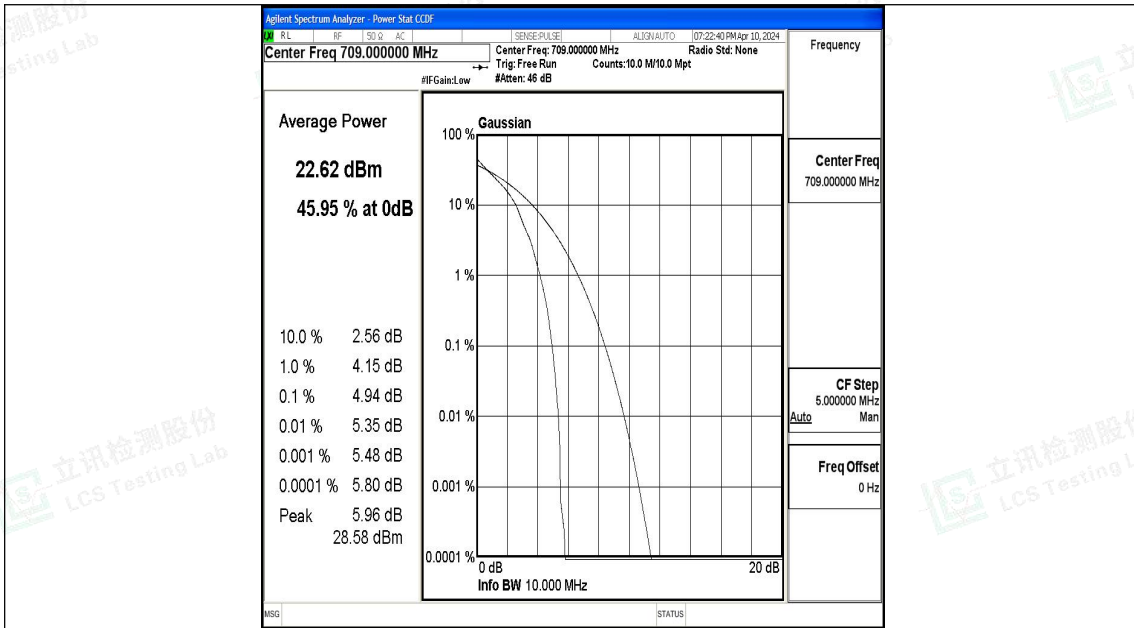 Agilent Spectrum Analyzer - Power Stat CCDF
RL RF 50 Ω AC SENSE:PULSE ALIGN AUTO 07:22:40 PM Apr 10, 2024
Center Freq 709.000000 MHz
Center Freq: 709.000000 MHz Radio Std: None
Trig: Free Run Counts:10.0 M/10.0 Mpt
#IFGain:Low #Atten: 46 dB
Frequency
Average Power
22.62 dBm
45.95 % at 0dB
10.0 % 2.56 dB
1.0 % 4.15 dB
0.1 % 4.94 dB
0.01 % 5.35 dB
0.001 % 5.48 dB
0.0001 % 5.80 dB
Peak 5.96 dB
28.58 dBm
Gaussian
100 %
10 %
1 %
0.1 %
0.01 %
0.001 %
0.0001 %
0 dB 20 dB
Info BW 10.000 MHz
Center Freq
709.000000 MHz
CF Step
5.000000 MHz
Auto Man
Freq Offset
0 Hz
MSG STATUS
立讯检测股份
LCS Testing Lab
立讯检测股份
LCS Testing L